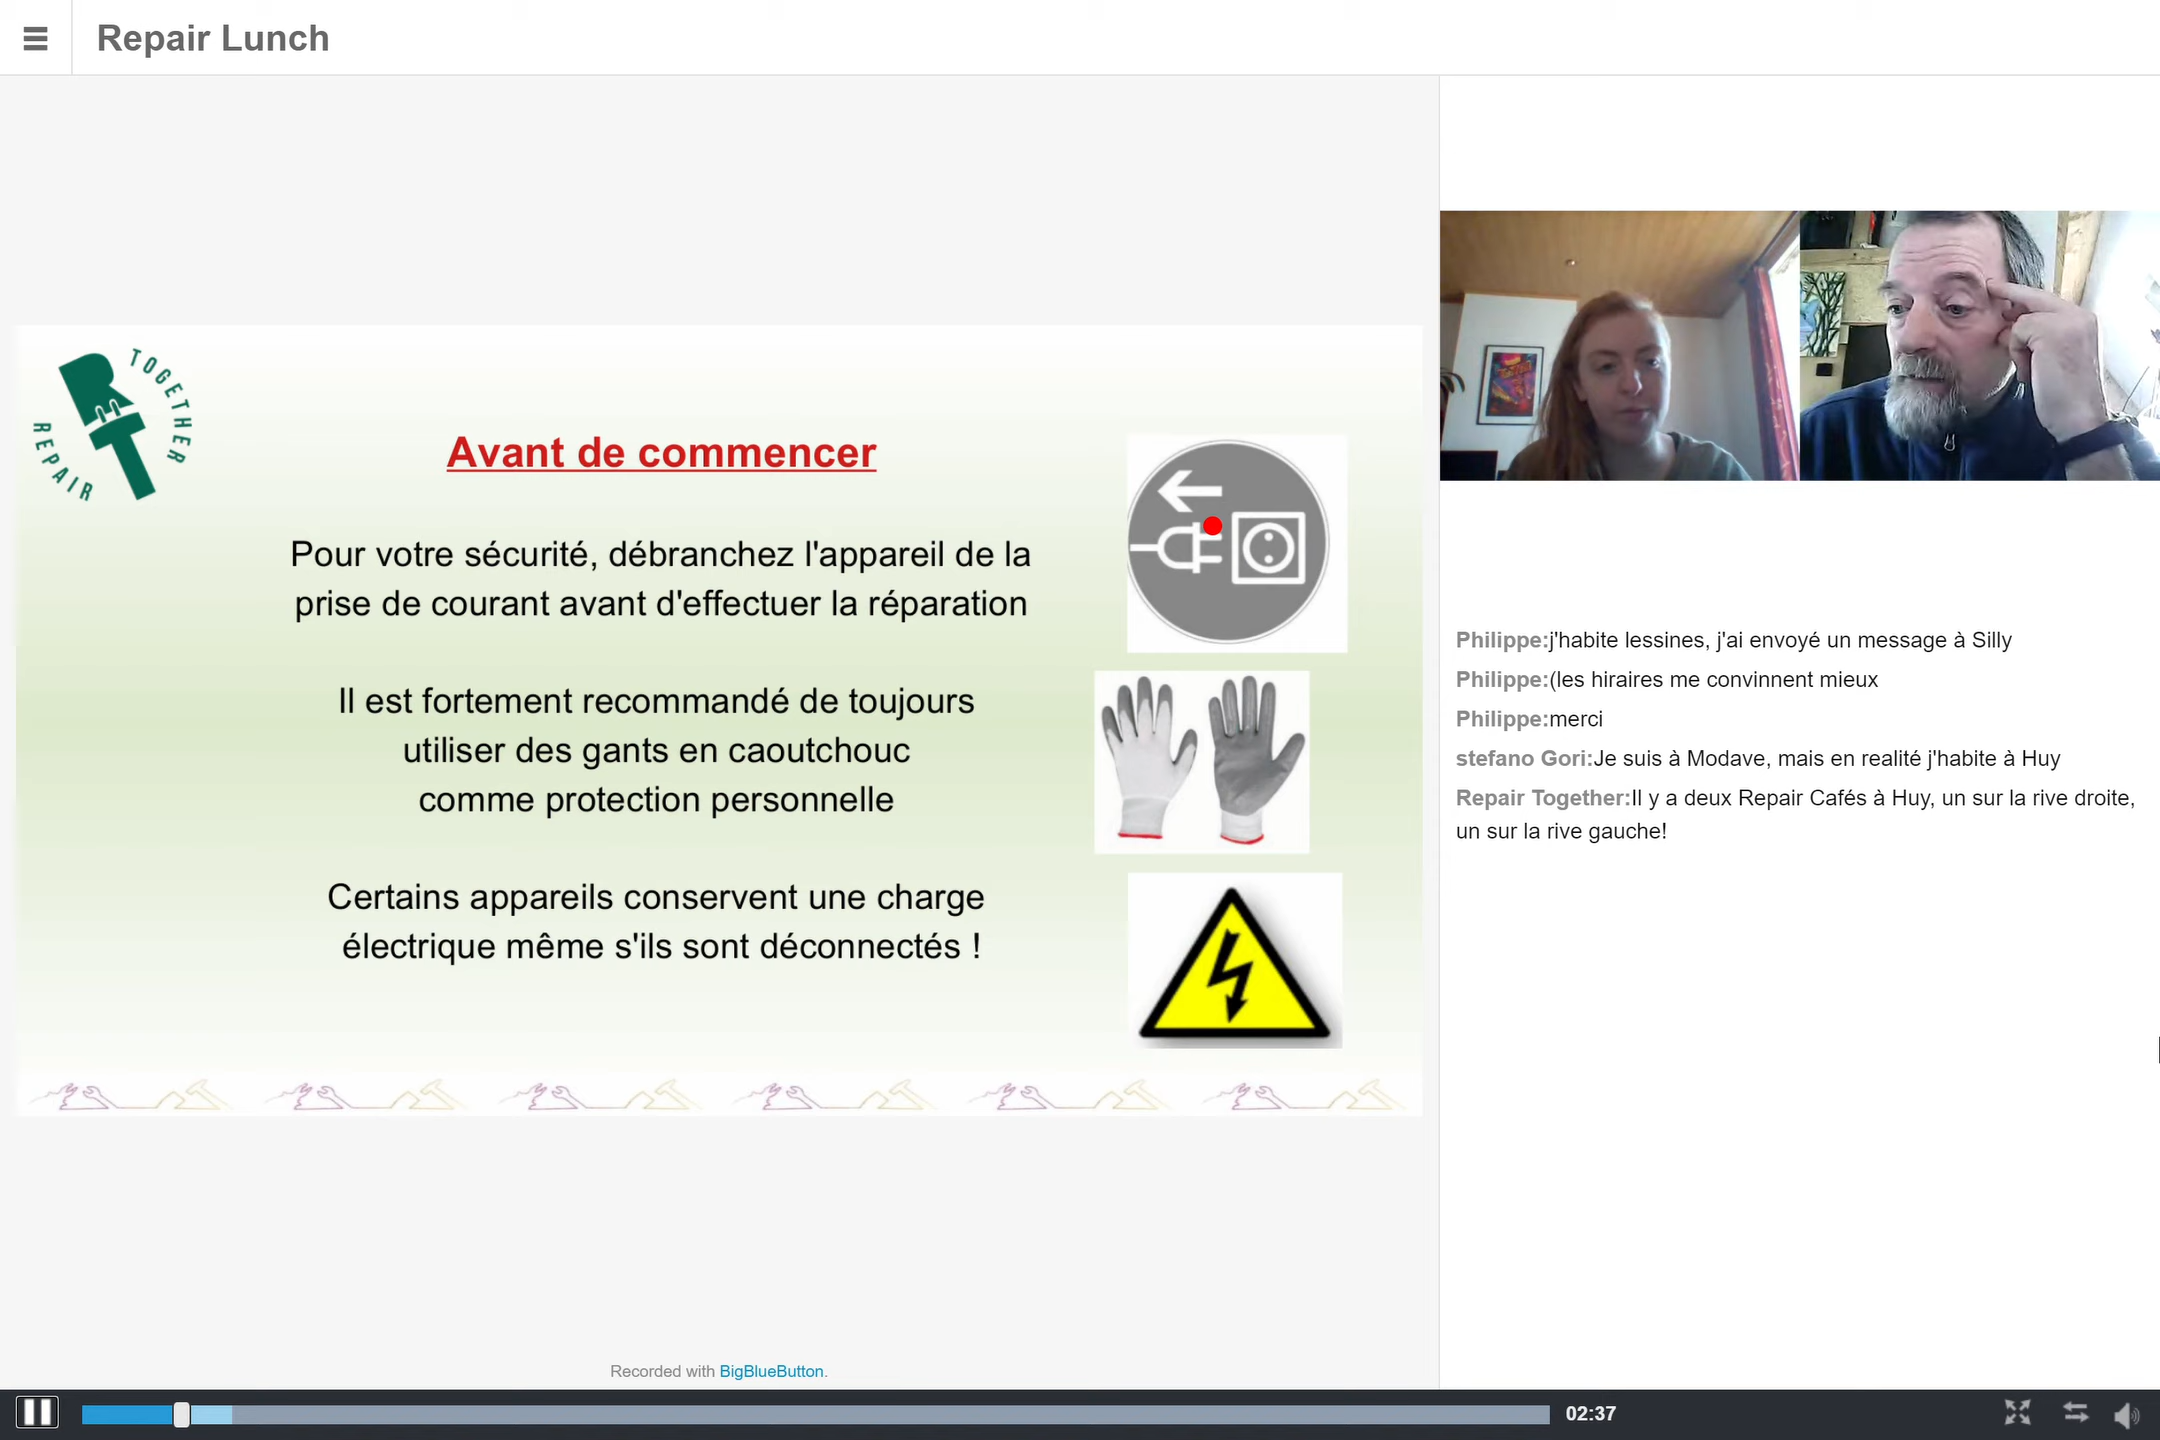 Repair Lunch
TOGETHER
REPAIR
Avant de commencer
Pour votre sécurité, débranchez l'appareil de la
prise de courant avant d'effectuer la réparation
Il est fortement recommandé de toujours
utiliser des gants en caoutchouc
comme protection personnelle
Certains appareils conservent une charge
électrique même s'ils sont déconnectés !
Philippe:j'habite lessines, j'ai envoyé un message à Silly
Philippe:(les hiraires me convinnent mieux
Philippe:merci
stefano Gori:Je suis à Modave, mais en realité j'habite à Huy
Repair Together:Il y a deux Repair Cafés à Huy, un sur la rive droite,
un sur la rive gauche!
Recorded with BigBlueButton.
02:37